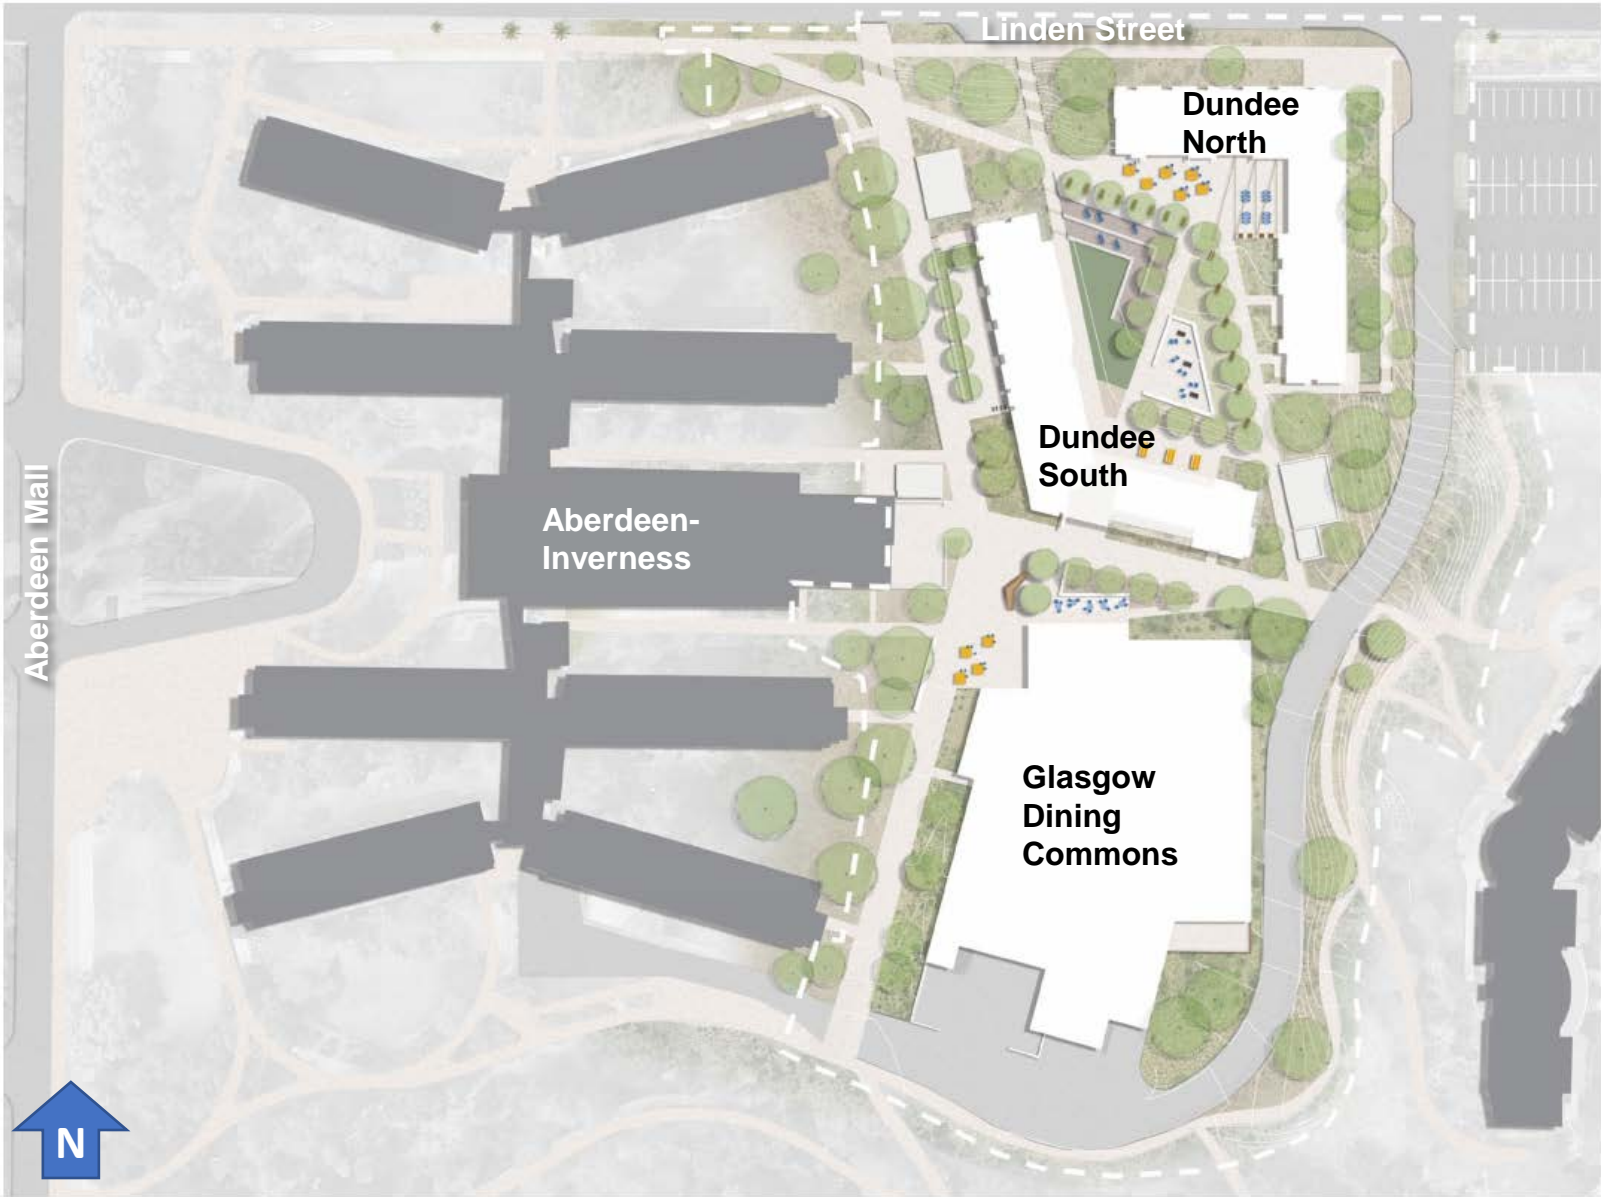 Linden Street
Dundee
North
Dundee
South
Aberdeen-
Inverness
Aberdeen Mall
Glasgow
Dining
Commons
N